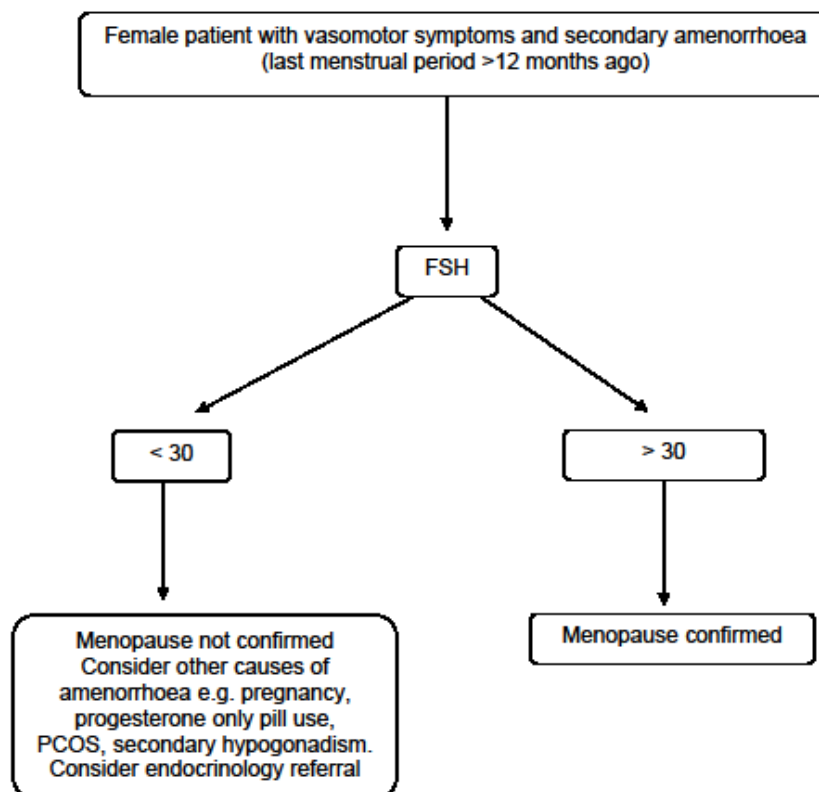 Female patient with vasomotor symptoms and secondary amenorrhoea
(last menstrual period >12 months ago)
FSH
< 30
> 30
Menopause not confirmed
Consider other causes of
amenorrhoea e.g. pregnancy,
progesterone only pill use,
PCOS, secondary hypogonadism.
Consider endocrinology referral
Menopause confirmed